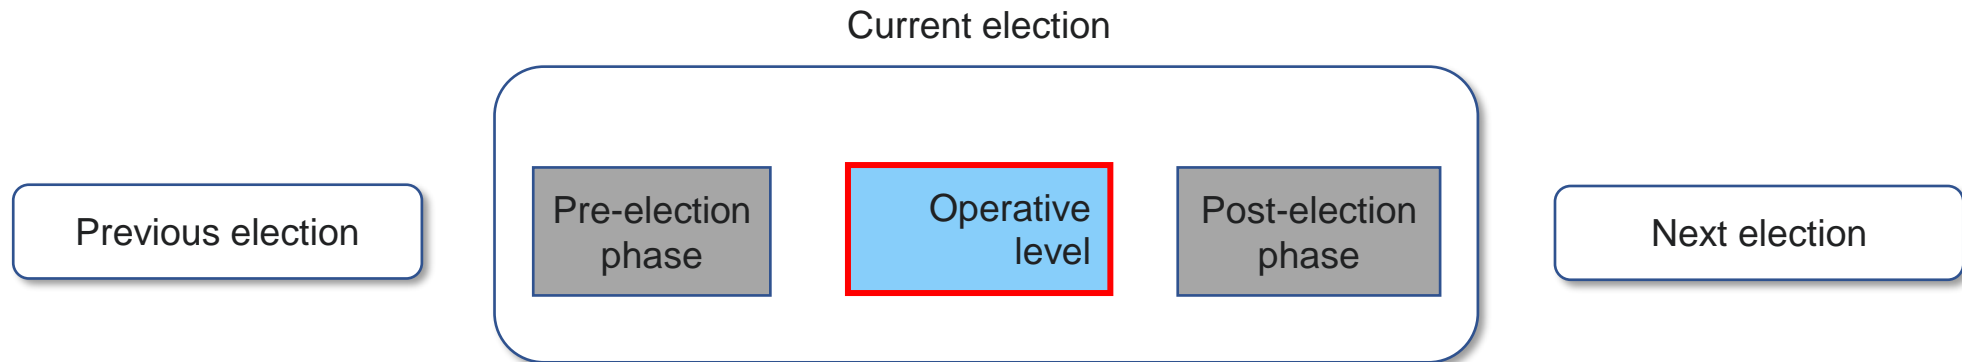 Current election
Previous election
Pre-election
phase
Operative
level
Post-election
phase
Next election